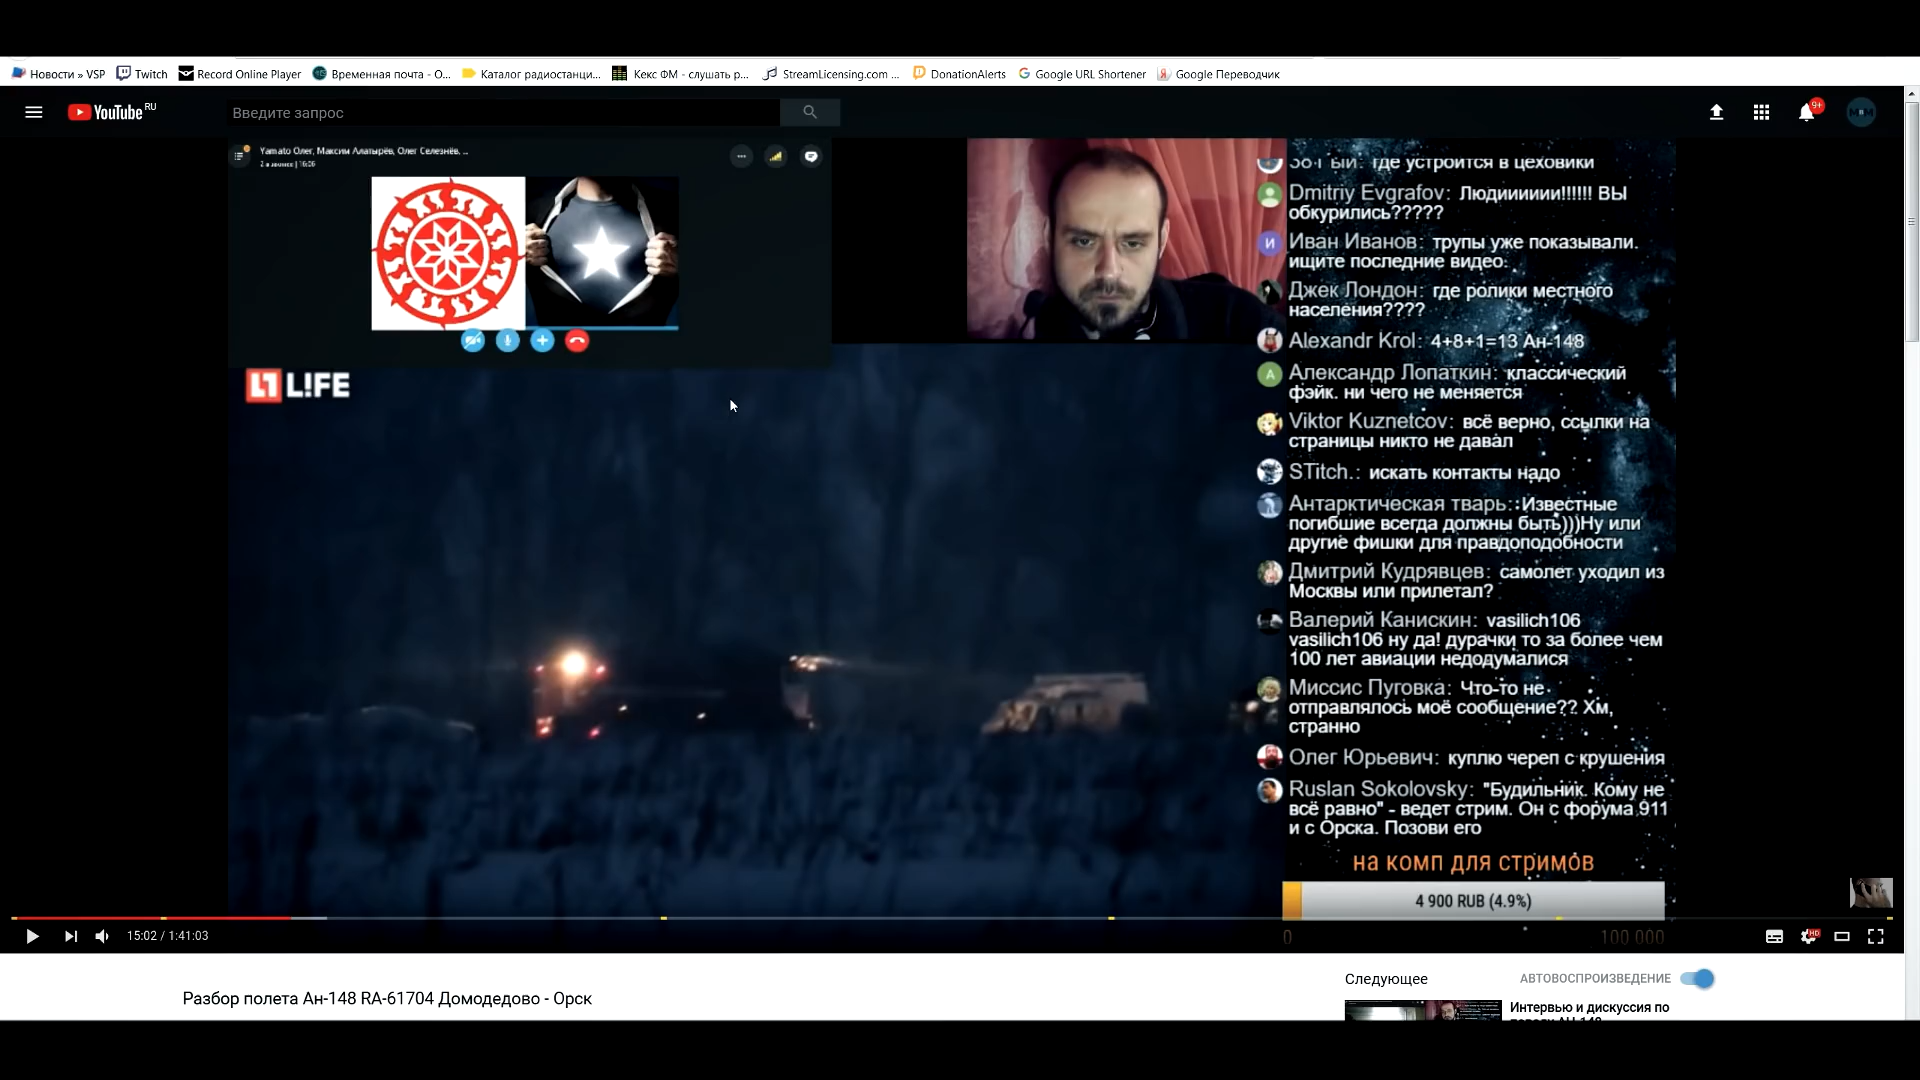 Новости » VSP Twitch Record Online Player Временная почта - О... Каталог радиостанци... Кекс ФМ - слушать р... StreamLicensing.com ... DonationAlerts Google URL Shortener Google Переводчик
YouTube RU
Введите запрос
9+
Yamato Олег, Максим Алатырёв, Олег Селезнёв, ...
где устроится в цеховики
Dmitriy Evgrafov: Людииииии!!!!!! ВЫ
обкурились?????
И Иван Иванов: трупы уже показывали.
ищите последние видео.
Джек Лондон: где ролики местного
населения????
Alexandr Krol: 4+8+1=13 Ан-148
А Александр Лопаткин: классический
фэйк. ни чего не меняется
Viktor Kuznetcov: всё верно, ссылки на
страницы никто не давал
STitch.: искать контакты надо
Антарктическая тварь:: Известные
погибшие всегда должны быть)))Ну или
другие фишки для правдоподобности
Дмитрий Кудрявцев: самолет уходил из
Москвы или прилетал?
Валерий Канискин: vasilich106
vasilich106 ну да! дурачки то за более чем
100 лет авиации недодумалися
Миссис Пуговка: Что-то не
отправлялось моё сообщение?? Хм,
странно
Олег Юрьевич: куплю череп с крушения
Ruslan Sokolovsky: "Будильник. Кому не
всё равно" - ведет стрим. Он с форума 911
и с Орска. Позови его
L!FE
на комп для стримов
4 900 RUB (4.9%)
0 100 000
15:02 / 1:41:03
HD
Разбор полета Ан-148 RA-61704 Домодедово - Орск
Следующее АВТОВОСПРОИЗВЕДЕНИЕ
Интервью и дискуссия по